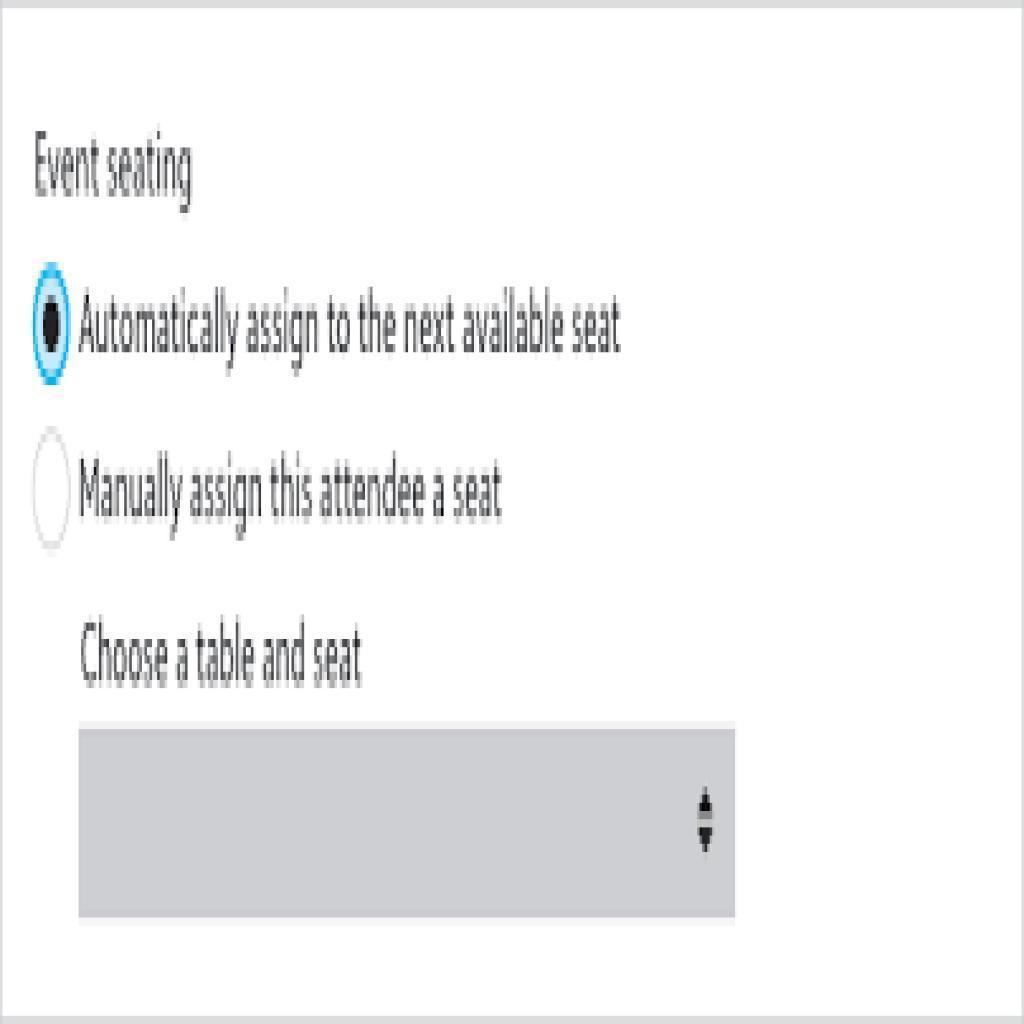 Event seating
Automatically assign to the next available seat
Manually assign this attendee a seat
Choose a table and seat